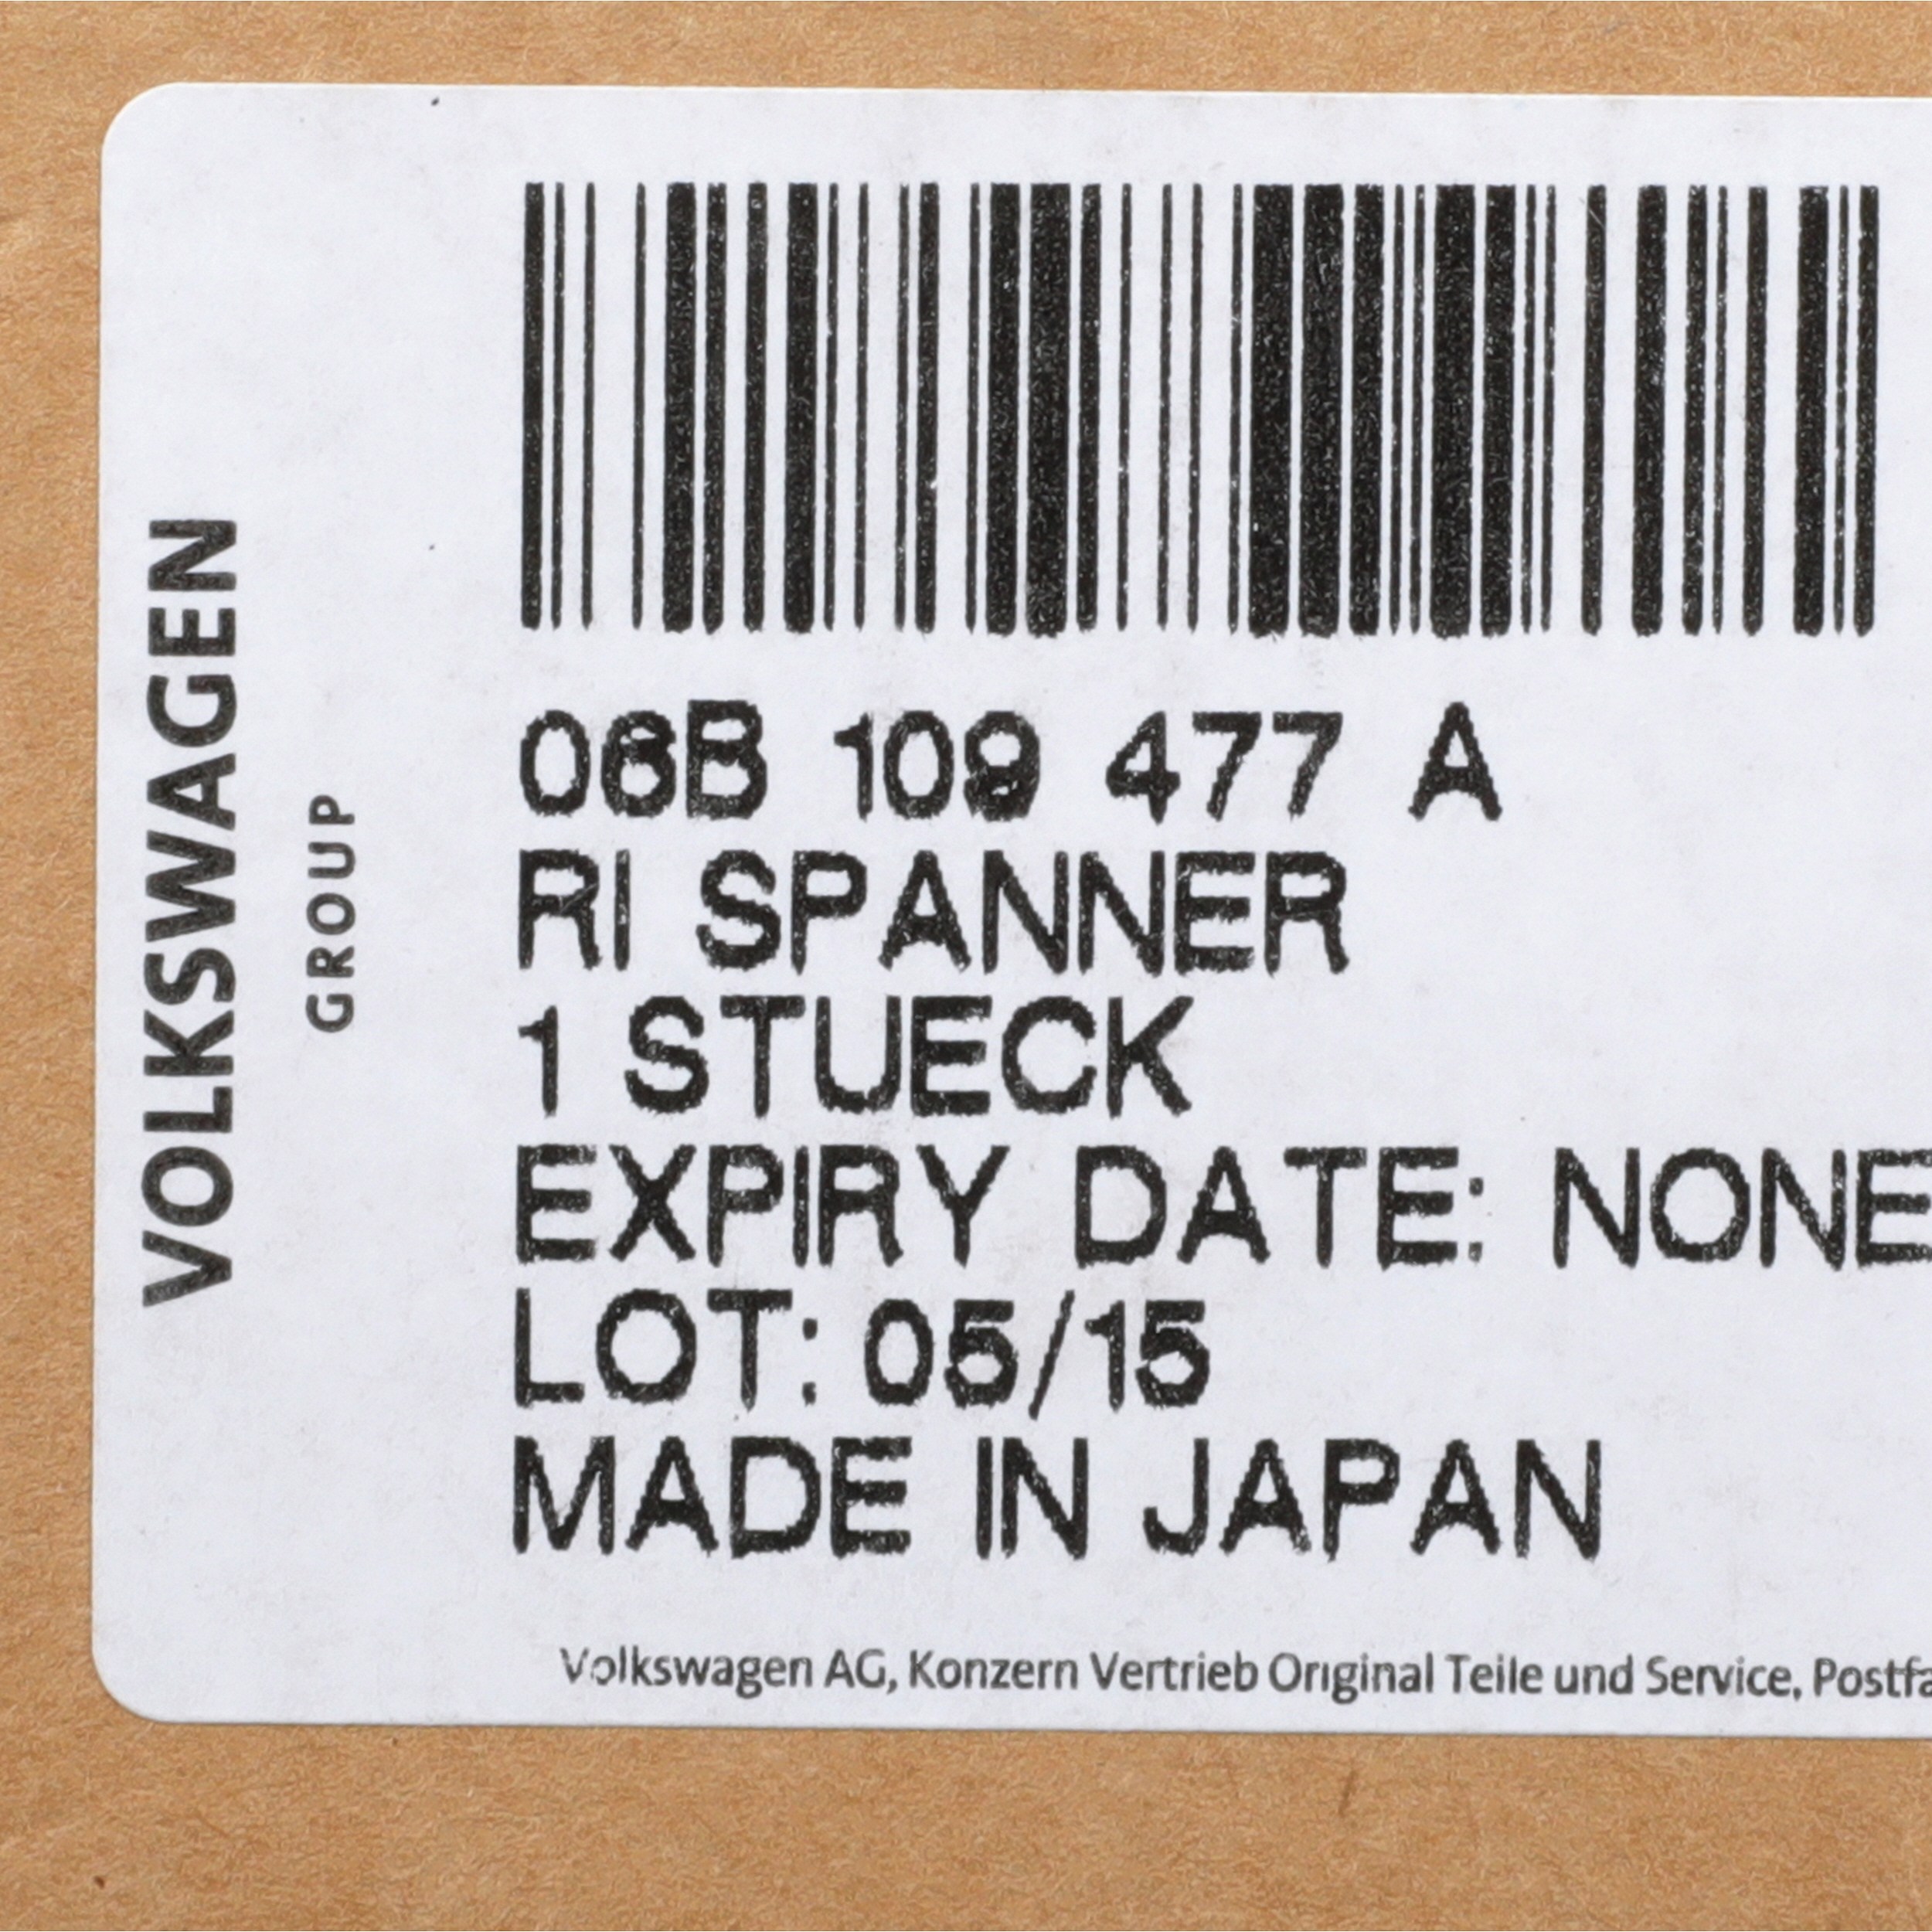 VOLKSWAGEN
GROUP
06B 109 477 A
RI SPANNER
1 STUECK
EXPIRY DATE: NONE
LOT: 05/15
MADE IN JAPAN
Volkswagen AG, Konzern Vertrieb Original Teile und Service, Postfa